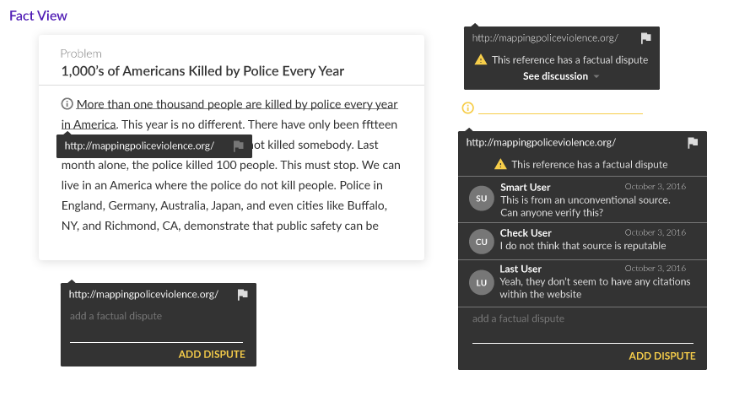 Fact View
Problem
1,000's of Americans Killed by Police Every Year
More than one thousand people are killed by police every year
in America. This year is no different. There have only been fftteen
http://mappingpoliceviolence.org/ not killed somebody. Last
month alone, the police killed 100 people. This must stop. We can
live in an America where the police do not kill people. Police in
England, Germany, Australia, Japan, and even cities like Buffalo,
NY, and Richmond, CA, demonstrate that public safety can be
http://mappingpoliceviolence.org/
add a factual dispute
ADD DISPUTE
http://mappingpoliceviolence.org/
This reference has a factual dispute
See discussion
http://mappingpoliceviolence.org/
This reference has a factual dispute
SU
Smart User October 3, 2016
This is from an unconventional source.
Can anyone verify this?
CU
Check User October 3, 2016
I do not think that source is reputable
LU
Last User October 3, 2016
Yeah, they don't seem to have any citations
within the website
add a factual dispute
ADD DISPUTE